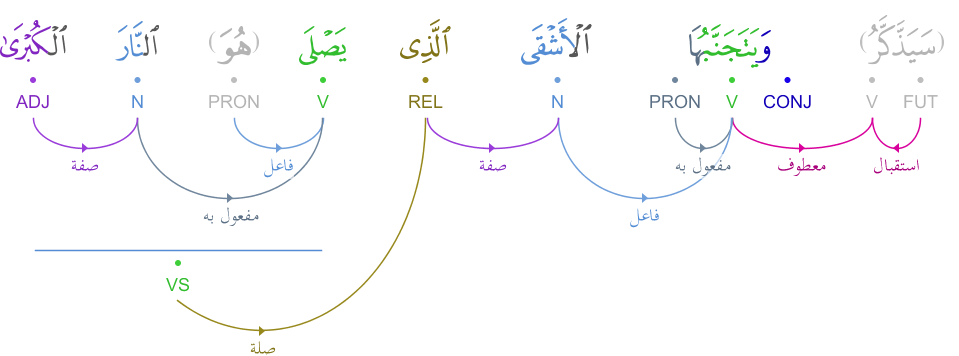 (سَيَذَّكَّرُ) وَيَتَجَنَّبُهَا ٱلْأَشْقَى ٱلَّذِى يَصْلَى (هُوَ) ٱلنَّارَ ٱلْكُبْرَىٰ
FUT V CONJ V PRON N REL V PRON N ADJ
استقبال معطوف مفعول به صفة فاعل صفة
فاعل مفعول به
VS
صلة